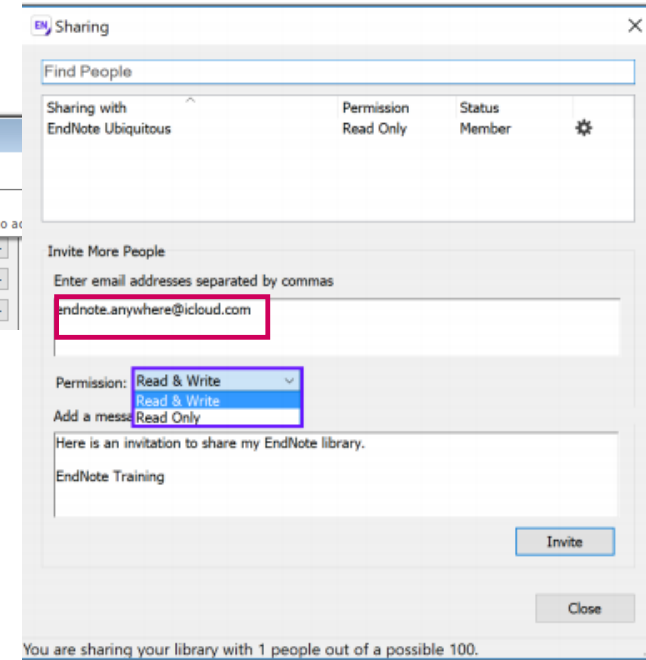 EN Sharing
Find People
Sharing with Permission Status
EndNote Ubiquitous Read Only Member
Invite More People
Enter email addresses separated by commas
endnote.anywhere@icloud.com
Permission: Read & Write
Read & Write
Read Only
Add a messa
Here is an invitation to share my EndNote library.
EndNote Training
Invite
Close
You are sharing your library with 1 people out of a possible 100.